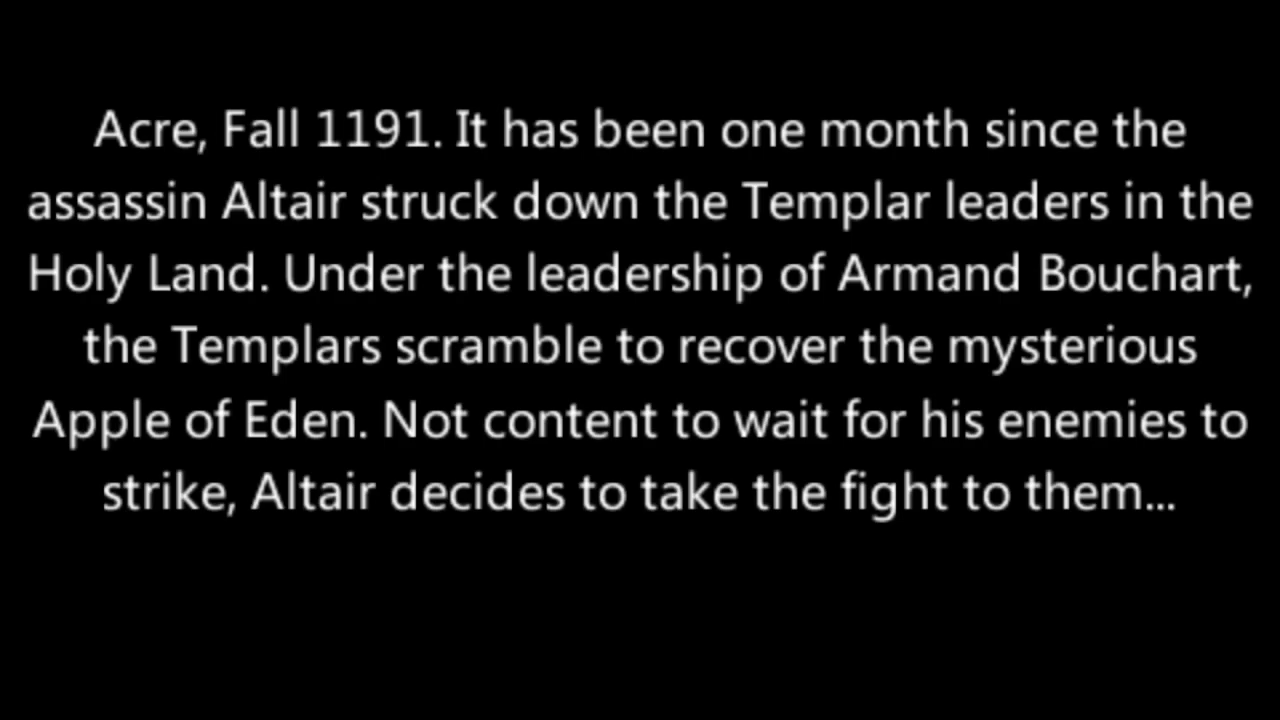 Acre, Fall 1191. It has been one month since the
assassin Altair struck down the Templar leaders in the
Holy Land. Under the leadership of Armand Bouchart,
the Templars scramble to recover the mysterious
Apple of Eden. Not content to wait for his enemies to
strike, Altair decides to take the fight to them...